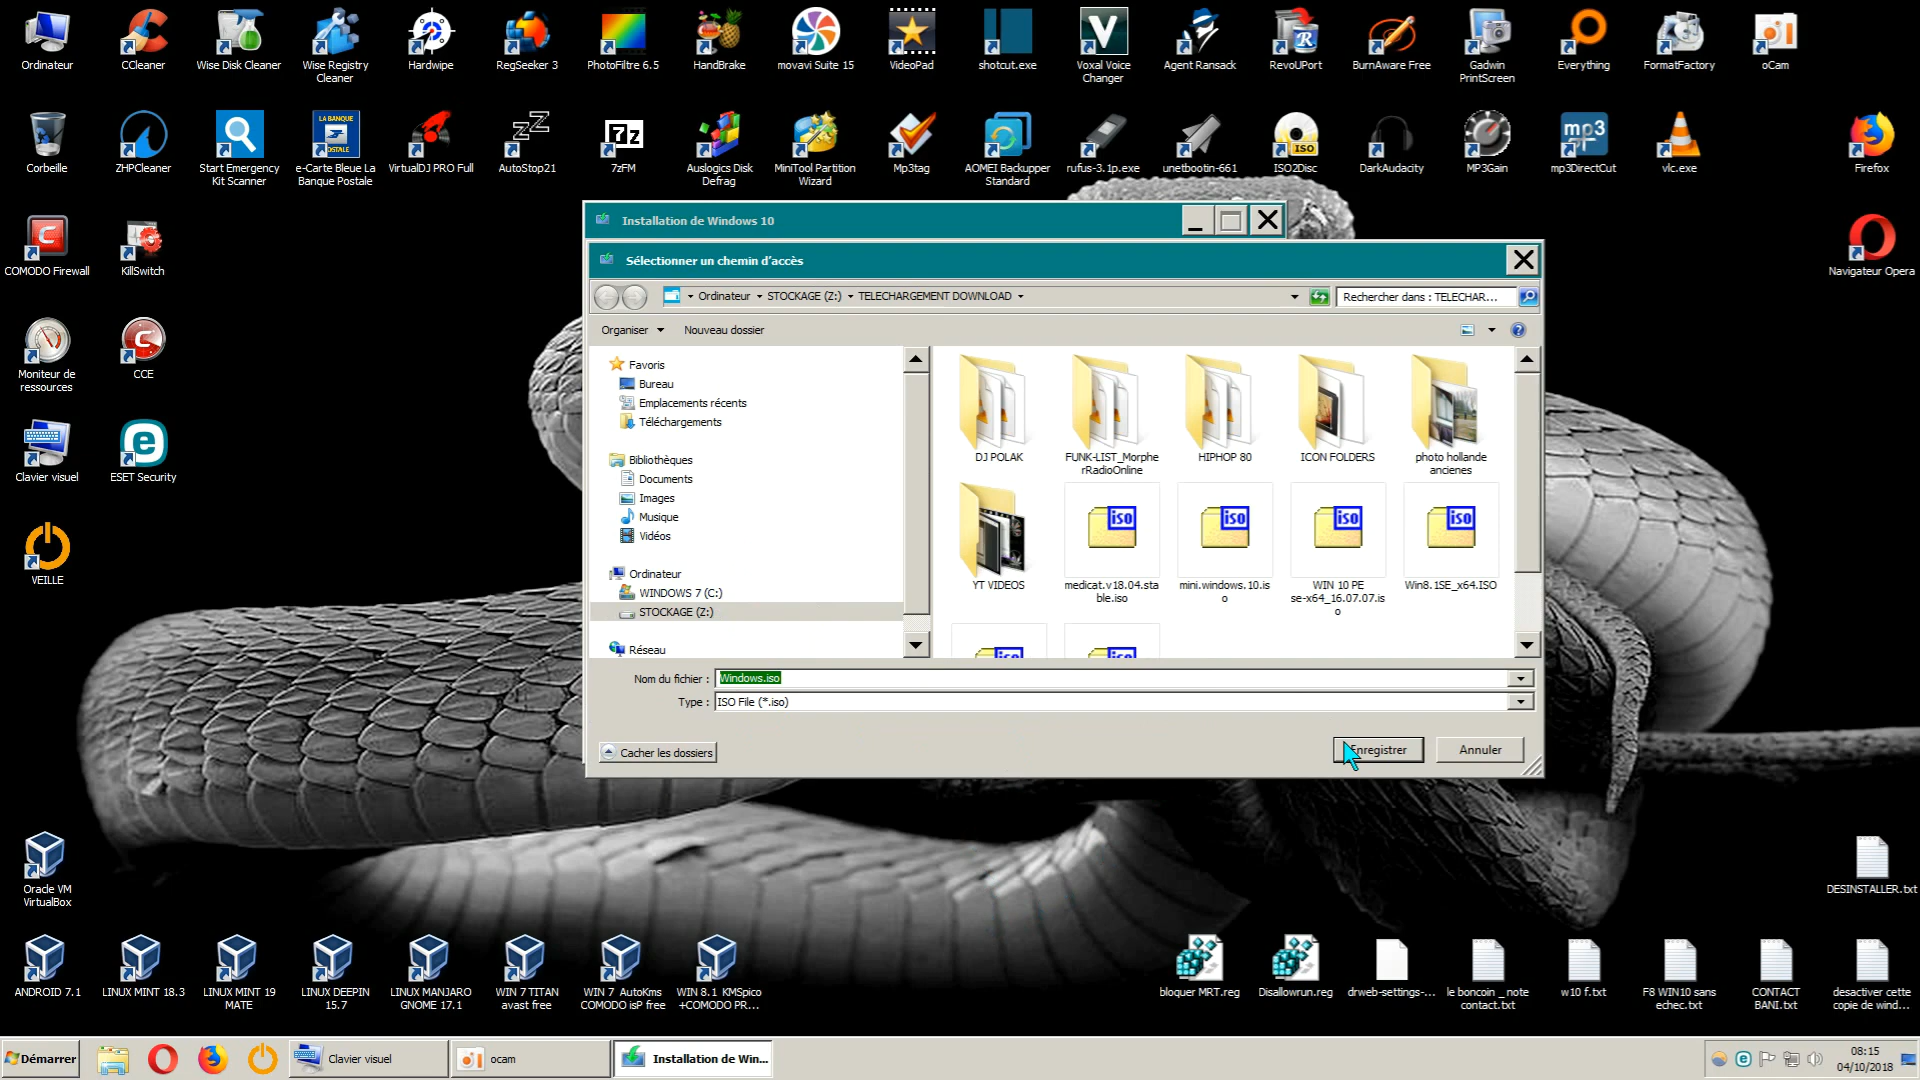 Ordinateur
CCleaner
Wise Disk Cleaner
Wise Registry
Cleaner
Hardwipe
RegSeeker 3
PhotoFiltre 6.5
HandBrake
movavi Suite 15
VideoPad
shotcut.exe
Voxal Voice
Changer
Agent Ransack
RevoUPort
BurnAware Free
Gadwin
PrintScreen
Everything
FormatFactory
oCam
Corbeille
ZHPCleaner
Start Emergency
Kit Scanner
LA BANQUE
POSTALE
e-Carte Bleue La
Banque Postale
VirtualDJ PRO Full
AutoStop21
7z
7zFM
Auslogics Disk
Defrag
MiniTool Partition
Wizard
Mp3tag
AOMEI Backupper
Standard
rufus-3.1p.exe
unetbootin-661
ISO
ISO2Disc
DarkAudacity
MP3Gain
mp3
mp3DirectCut
vlc.exe
Firefox
COMODO Firewall
KillSwitch
Navigateur Opera
Moniteur de
ressources
CCE
Clavier visuel
ESET Security
VEILLE
Installation de Windows 10
Sélectionner un chemin d'accès
Ordinateur
STOCKAGE (Z:)
TELECHARGEMENT DOWNLOAD
Rechercher dans : TELECHAR...
Organiser
Nouveau dossier
Favoris
Bureau
Emplacements récents
Téléchargements
Bibliothèques
Documents
Images
Musique
Vidéos
Ordinateur
WINDOWS 7 (C:)
STOCKAGE (Z:)
Réseau
DJ POLAK
FUNK-LIST_Morphe
rRadioOnline
HIPHOP 80
ICON FOLDERS
photo hollande
ancienes
YT VIDEOS
iso
medicat.v18.04.sta
ble.iso
iso
mini.windows.10.is
o
iso
WIN 10 PE
se-x64_16.07.07.is
o
iso
Win8.1SE_x64.ISO
iso
iso
Nom du fichier :
Windows.iso
Type :
ISO File (*.iso)
Cacher les dossiers
Enregistrer
Annuler
Oracle VM
VirtualBox
DESINSTALLER.txt
ANDROID 7.1
LINUX MINT 18.3
LINUX MINT 19
MATE
LINUX DEEPIN
15.7
LINUX MANJARO
GNOME 17.1
WIN 7 TITAN
avast free
WIN 7 AutoKms
COMODO isP free
WIN 8.1 KMSpico
+COMODO PR...
bloquer MRT.reg
Disallowrun.reg
drweb-settings-...
le boncoin _ note
contact.txt
w10 f.txt
F8 WIN10 sans
echec.txt
CONTACT
BANI.txt
desactiver cette
copie de wind...
Démarrer
Clavier visuel
ocam
Installation de Win...
08:15
04/10/2018